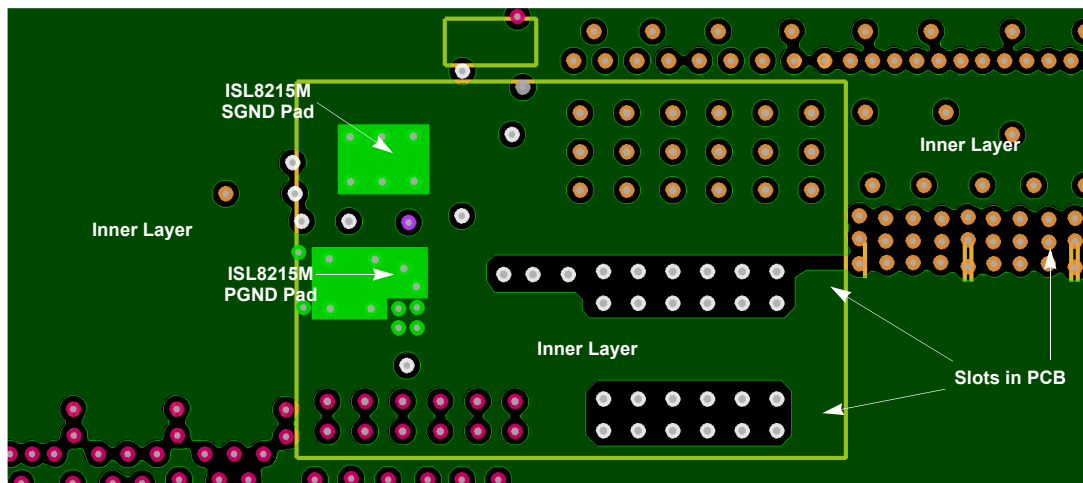 ISL8215M
SGND Pad
Inner Layer
Inner Layer
ISL8215M
PGND Pad
Inner Layer
Slots in PCB